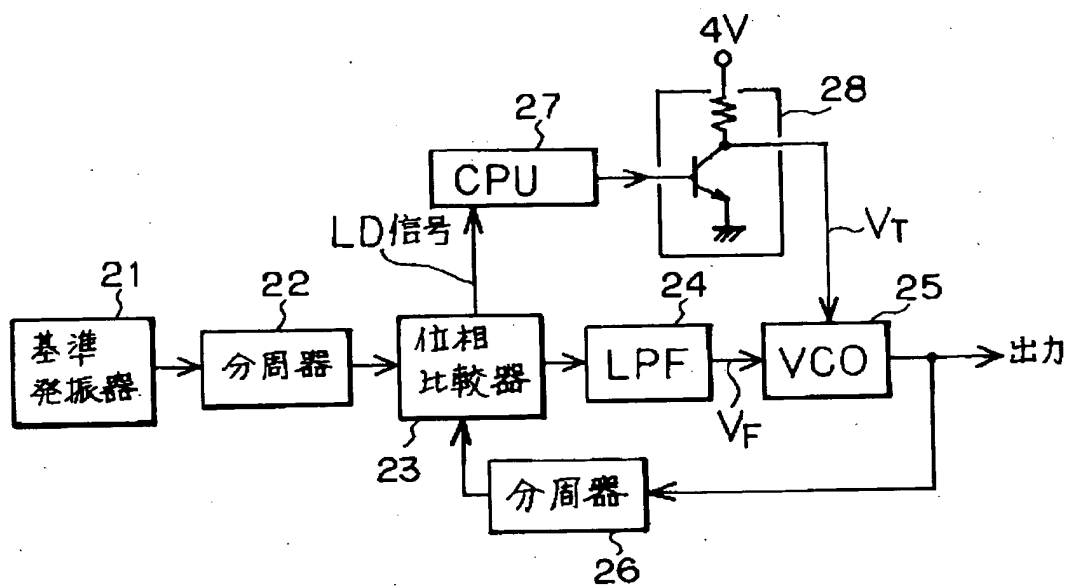 4V
28
27
CPU
LD信号
VT
21
22
24
25
基準
発振器
分周器
位相
比較器
LPF
VCO
出力
VF
23
分周器
26